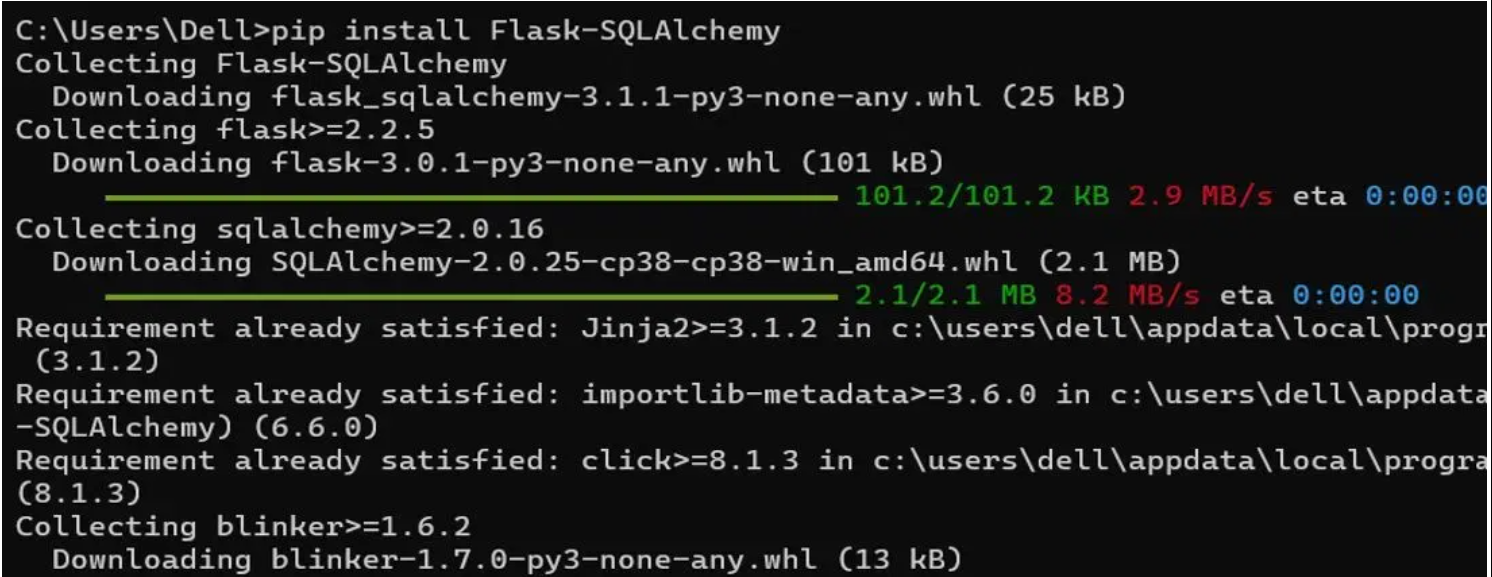 C:\Users\Dell>pip install Flask-SQLAlchemy
Collecting Flask-SQLAlchemy
  Downloading flask_sqlalchemy-3.1.1-py3-none-any.whl (25 kB)
Collecting flask>=2.2.5
  Downloading flask-3.0.1-py3-none-any.whl (101 kB)
101.2/101.2 KB 2.9 MB/s eta 0:00:00
Collecting sqlalchemy>=2.0.16
  Downloading SQLAlchemy-2.0.25-cp38-cp38-win_amd64.whl (2.1 MB)
2.1/2.1 MB 8.2 MB/s eta 0:00:00
Requirement already satisfied: Jinja2>=3.1.2 in c:\users\dell\appdata\local\progr
 (3.1.2)
Requirement already satisfied: importlib-metadata>=3.6.0 in c:\users\dell\appdata
-SQLAlchemy) (6.6.0)
Requirement already satisfied: click>=8.1.3 in c:\users\dell\appdata\local\progra
(8.1.3)
Collecting blinker>=1.6.2
  Downloading blinker-1.7.0-py3-none-any.whl (13 kB)